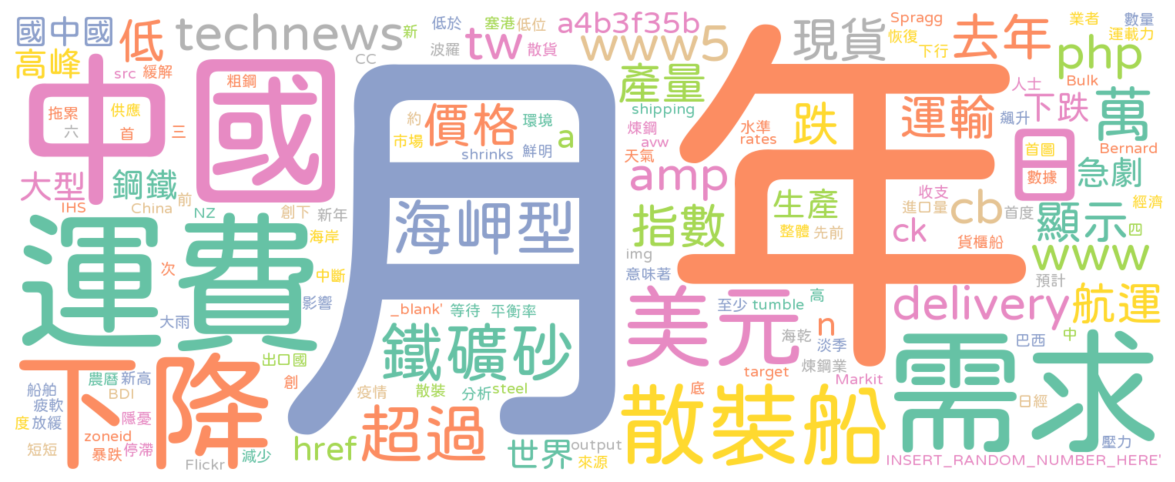 國中國
低
technews
新
低於
塞港
低位
a4b3f35b
Spragg
去年
業者
數量
高峰
波羅
tw
散貨
www5
現貨
恢復
下行
php
運載力
src
緩解
CC
Bulk
中國
粗鋼
拖累
供應
六
首
三
月
年
約
價格
環境
a
市場
shrinks
鮮明
產量
shipping
煉鋼
avw
天氣
水準
rates
跌
運輸
人士
飆升
下跌
萬
日
首圖
數據
Bernard
急劇
大型
鋼鐵
IHS
China
前
NZ
創下
新年
amp
生產
收支
進口量
cb
首度
經濟
運費
海岸
海岬型
指數
整體
先前
ck
貨櫃船
顯示
四
次
中斷
img
意味著
www
預計
大雨
影響
_blank'
等待
平衡率
美元
至少
tumble
高
n
delivery
航運
鐵礦砂
海乾
淡季
巴西
中
出口國
下降
船舶
農曆
新高
疲軟
BDI
創
疫情
散裝
分析
steel
target
煉鋼業
Markit
需求
度
放緩
隱憂
zoneid
超過
底
散裝船
日經
短短
暴跌
停滯
Flickr
減少
href
世界
output
來源
壓力
INSERT_RANDOM_NUMBER_HERE'